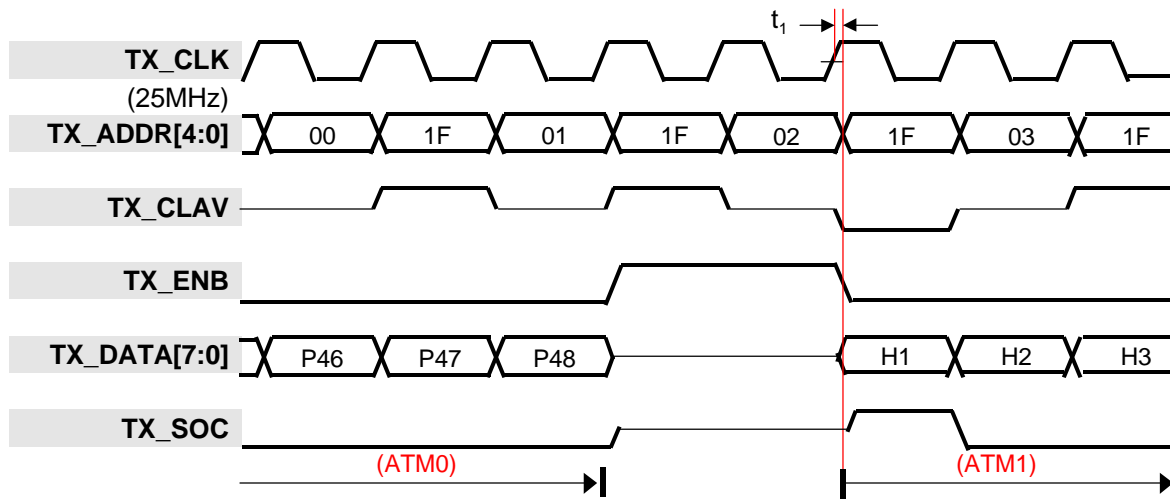 t1
TX_CLK
(25MHz)
TX_ADDR[4:0] 00 1F 01 1F 02 1F 03 1F
TX_CLAV
TX_ENB
TX_DATA[7:0] P46 P47 P48 H1 H2 H3
TX_SOC
(ATM0) (ATM1)